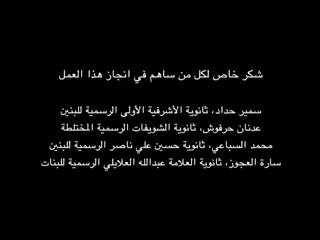 شكر خاص لكل من ساهم في انجاز هذا العمل
سمير حداد، ثانوية الأشرفية الأولى الرسمية للبنين
عدنان حرفوش، ثانوية الشويفات الرسمية المختلطة
محمد السباعي، ثانوية حسين علي ناصر الرسمية للبنين
سارة العجوز، ثانوية العلامة عبدالله العلايلي الرسمية للبنات